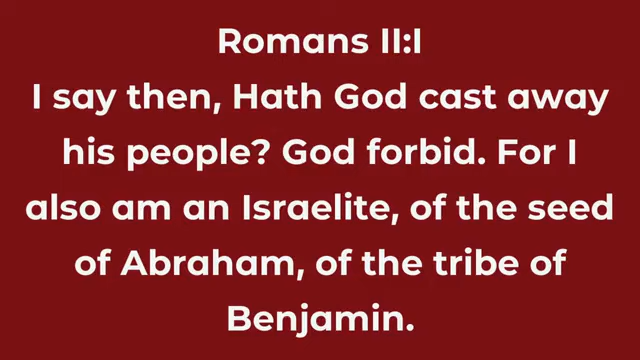 Romans II:I
I say then, Hath God cast away
his people? God forbid. For I
also am an Israelite, of the seed
of Abraham, of the tribe of
Benjamin.